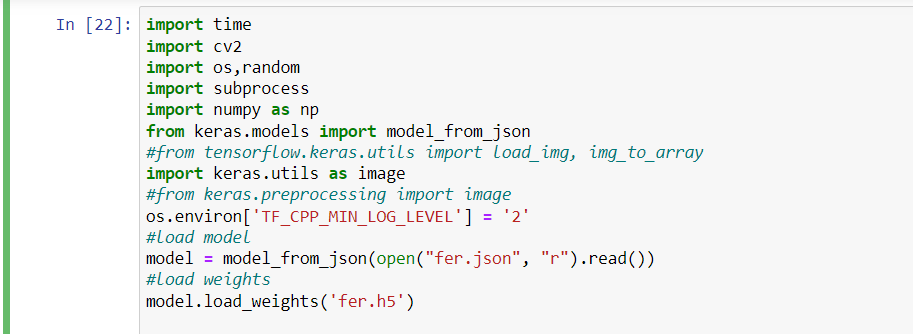 In [22]: import time
import cv2
import os,random
import subprocess
import numpy as np
from keras.models import model_from_json
#from tensorflow.keras.utils import load_img, img_to_array
import keras.utils as image
#from keras.preprocessing import image
os.environ['TF_CPP_MIN_LOG_LEVEL'] = '2'
#load model
model = model_from_json(open("fer.json", "r").read())
#load weights
model.load_weights('fer.h5')